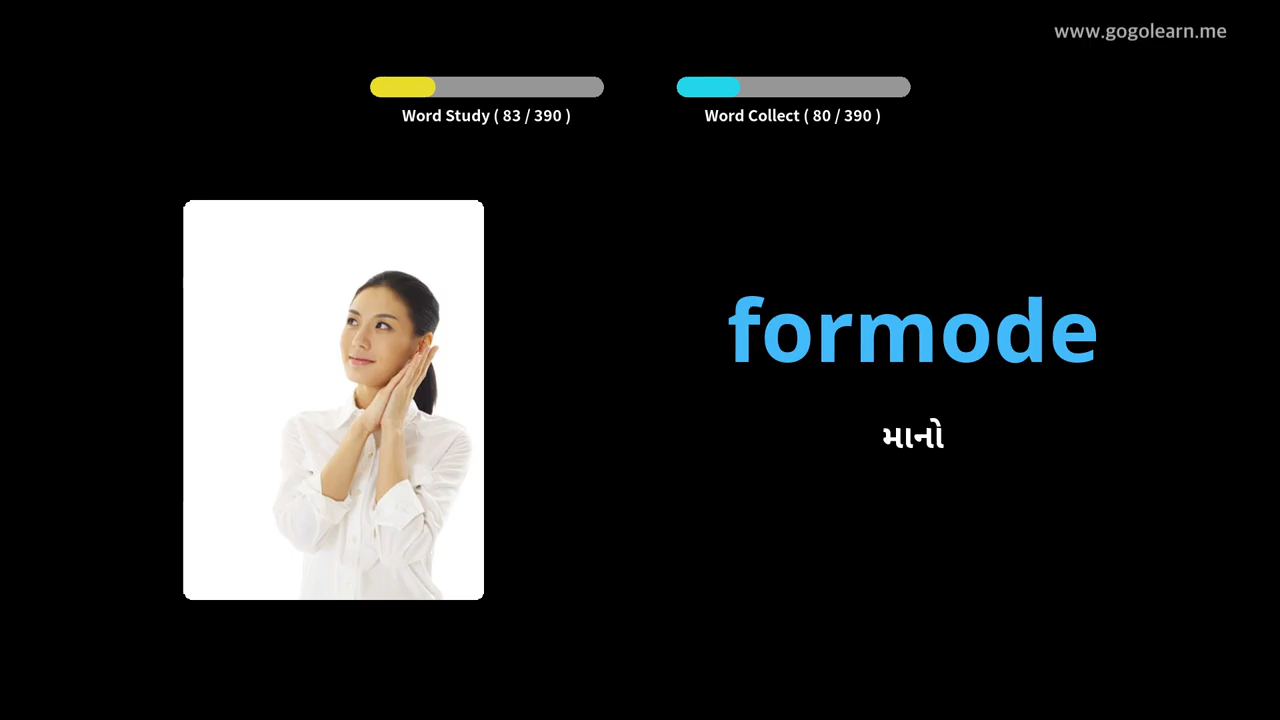 www.gogolearn.me
Word Study ( 83 / 390 )
Word Collect ( 80 / 390 )
formode
માનો